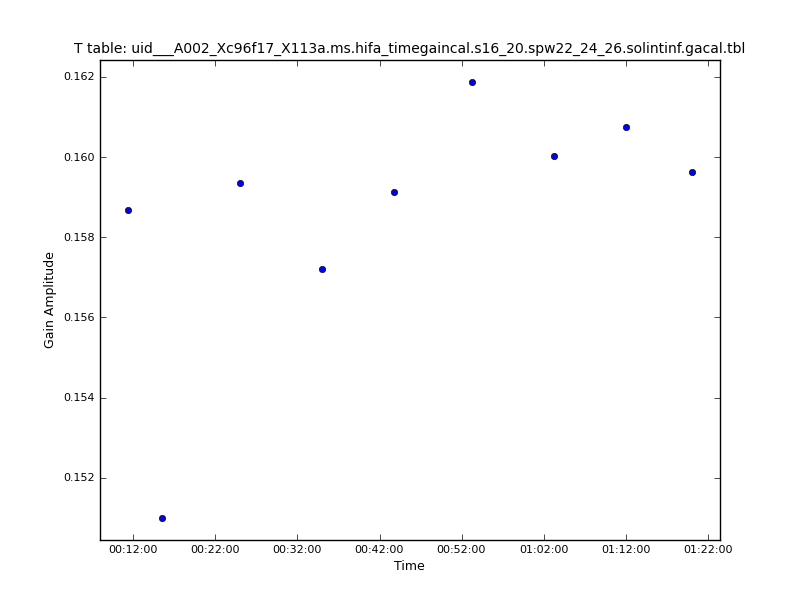 T table: uid___A002_Xc96f17_X113a.ms.hifa_timegaincal.s16_20.spw22_24_26.solintinf.gacal.tbl
0.162
0.160
0.158
0.156
0.154
0.152
Gain Amplitude
00:12:00 00:22:00 00:32:00 00:42:00 00:52:00 01:02:00 01:12:00 01:22:00
Time